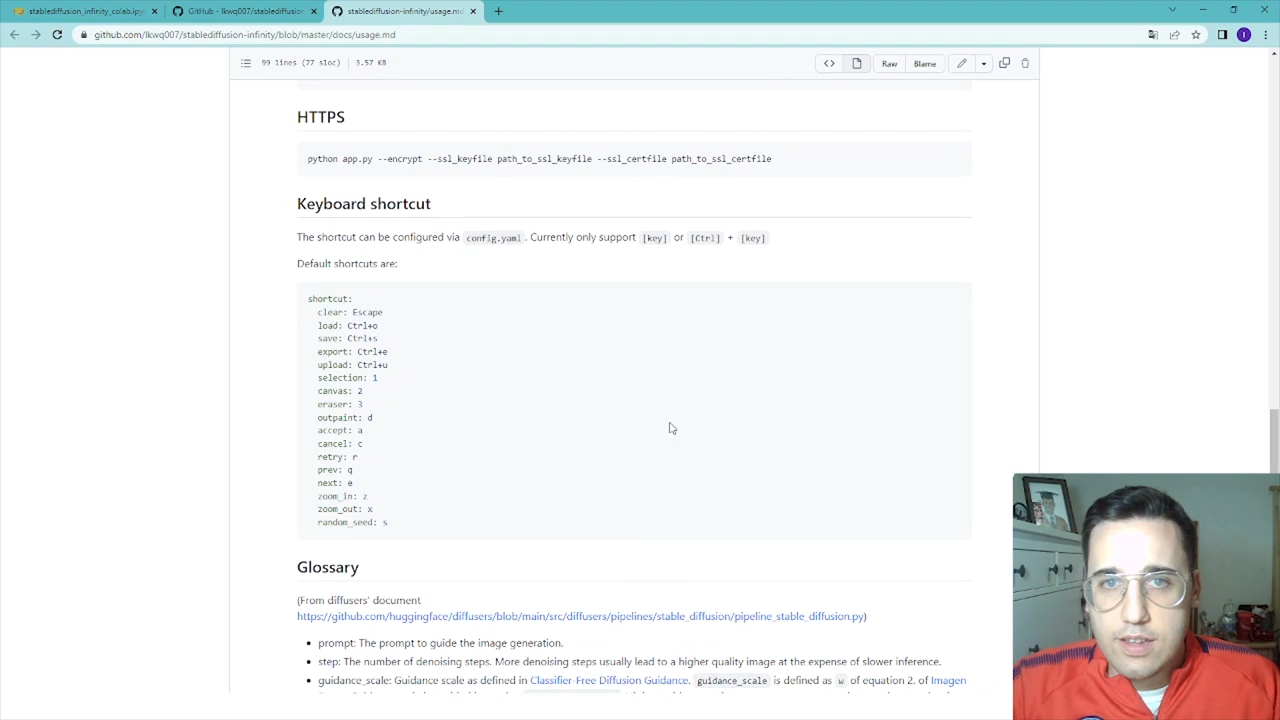 stablediffusion_infinity_colab.ipyn
GitHub - lkwq007/stablediffusion
stablediffusion-infinity/usage.md
github.com/lkwq007/stablediffusion-infinity/blob/master/docs/usage.md
99 lines (77 sloc) 3.57 KB
Raw
Blame
HTTPS
python app.py --encrypt --ssl_keyfile path_to_ssl_keyfile --ssl_certfile path_to_ssl_certfile
Keyboard shortcut
The shortcut can be configured via config.yaml. Currently only support [key] or [Ctrl] + [key]
Default shortcuts are:
shortcut:
clear: Escape
load: Ctrl+o
save: Ctrl+s
export: Ctrl+e
upload: Ctrl+u
selection: 1
canvas: 2
eraser: 3
outpaint: d
accept: a
cancel: c
retry: r
prev: q
next: e
zoom_in: z
zoom_out: x
random_seed: s
Glossary
(From diffusers' document
https://github.com/huggingface/diffusers/blob/main/src/diffusers/pipelines/stable_diffusion/pipeline_stable_diffusion.py)
• prompt: The prompt to guide the image generation.
• step: The number of denoising steps. More denoising steps usually lead to a higher quality image at the expense of slower inference.
• guidance_scale: Guidance scale as defined in Classifier-Free Diffusion Guidance. guidance_scale is defined as w of equation 2. of Imagen